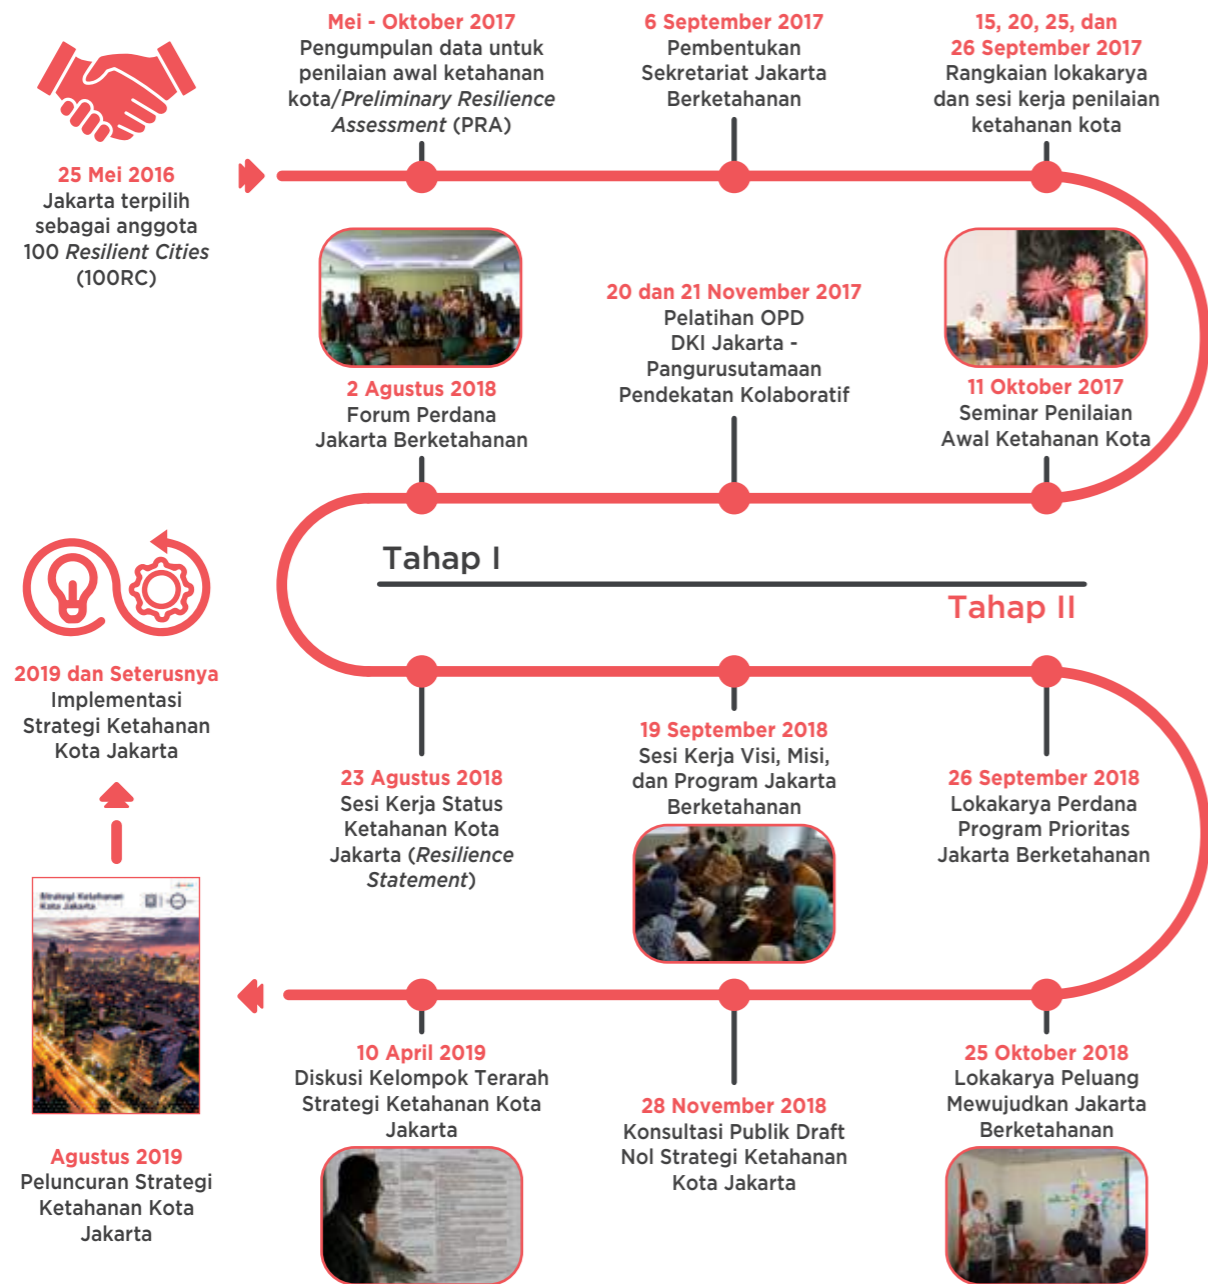 25 Mei 2016
Jakarta terpilih
sebagai anggota
100 Resilient Cities
(100RC)
Mei - Oktober 2017
Pengumpulan data untuk
penilaian awal ketahanan
kota/Preliminary Resilience
Assessment (PRA)
6 September 2017
Pembentukan
Sekretariat Jakarta
Berketahanan
15, 20, 25, dan
26 September 2017
Rangkaian lokakarya
dan sesi kerja penilaian
ketahanan kota
11 Oktober 2017
Seminar Penilaian
Awal Ketahanan Kota
20 dan 21 November 2017
Pelatihan OPD
DKI Jakarta -
Pangurusutamaan
Pendekatan Kolaboratif
2 Agustus 2018
Forum Perdana
Jakarta Berketahanan
Tahap I
Tahap II
23 Agustus 2018
Sesi Kerja Status
Ketahanan Kota
Jakarta (Resilience
Statement)
19 September 2018
Sesi Kerja Visi, Misi,
dan Program Jakarta
Berketahanan
26 September 2018
Lokakarya Perdana
Program Prioritas
Jakarta Berketahanan
25 Oktober 2018
Lokakarya Peluang
Mewujudkan Jakarta
Berketahanan
28 November 2018
Konsultasi Publik Draft
Nol Strategi Ketahanan
Kota Jakarta
10 April 2019
Diskusi Kelompok Terarah
Strategi Ketahanan Kota
Jakarta
Strategi Ketahanan
Kota Jakarta
Agustus 2019
Peluncuran Strategi
Ketahanan Kota
Jakarta
2019 dan Seterusnya
Implementasi
Strategi Ketahanan
Kota Jakarta